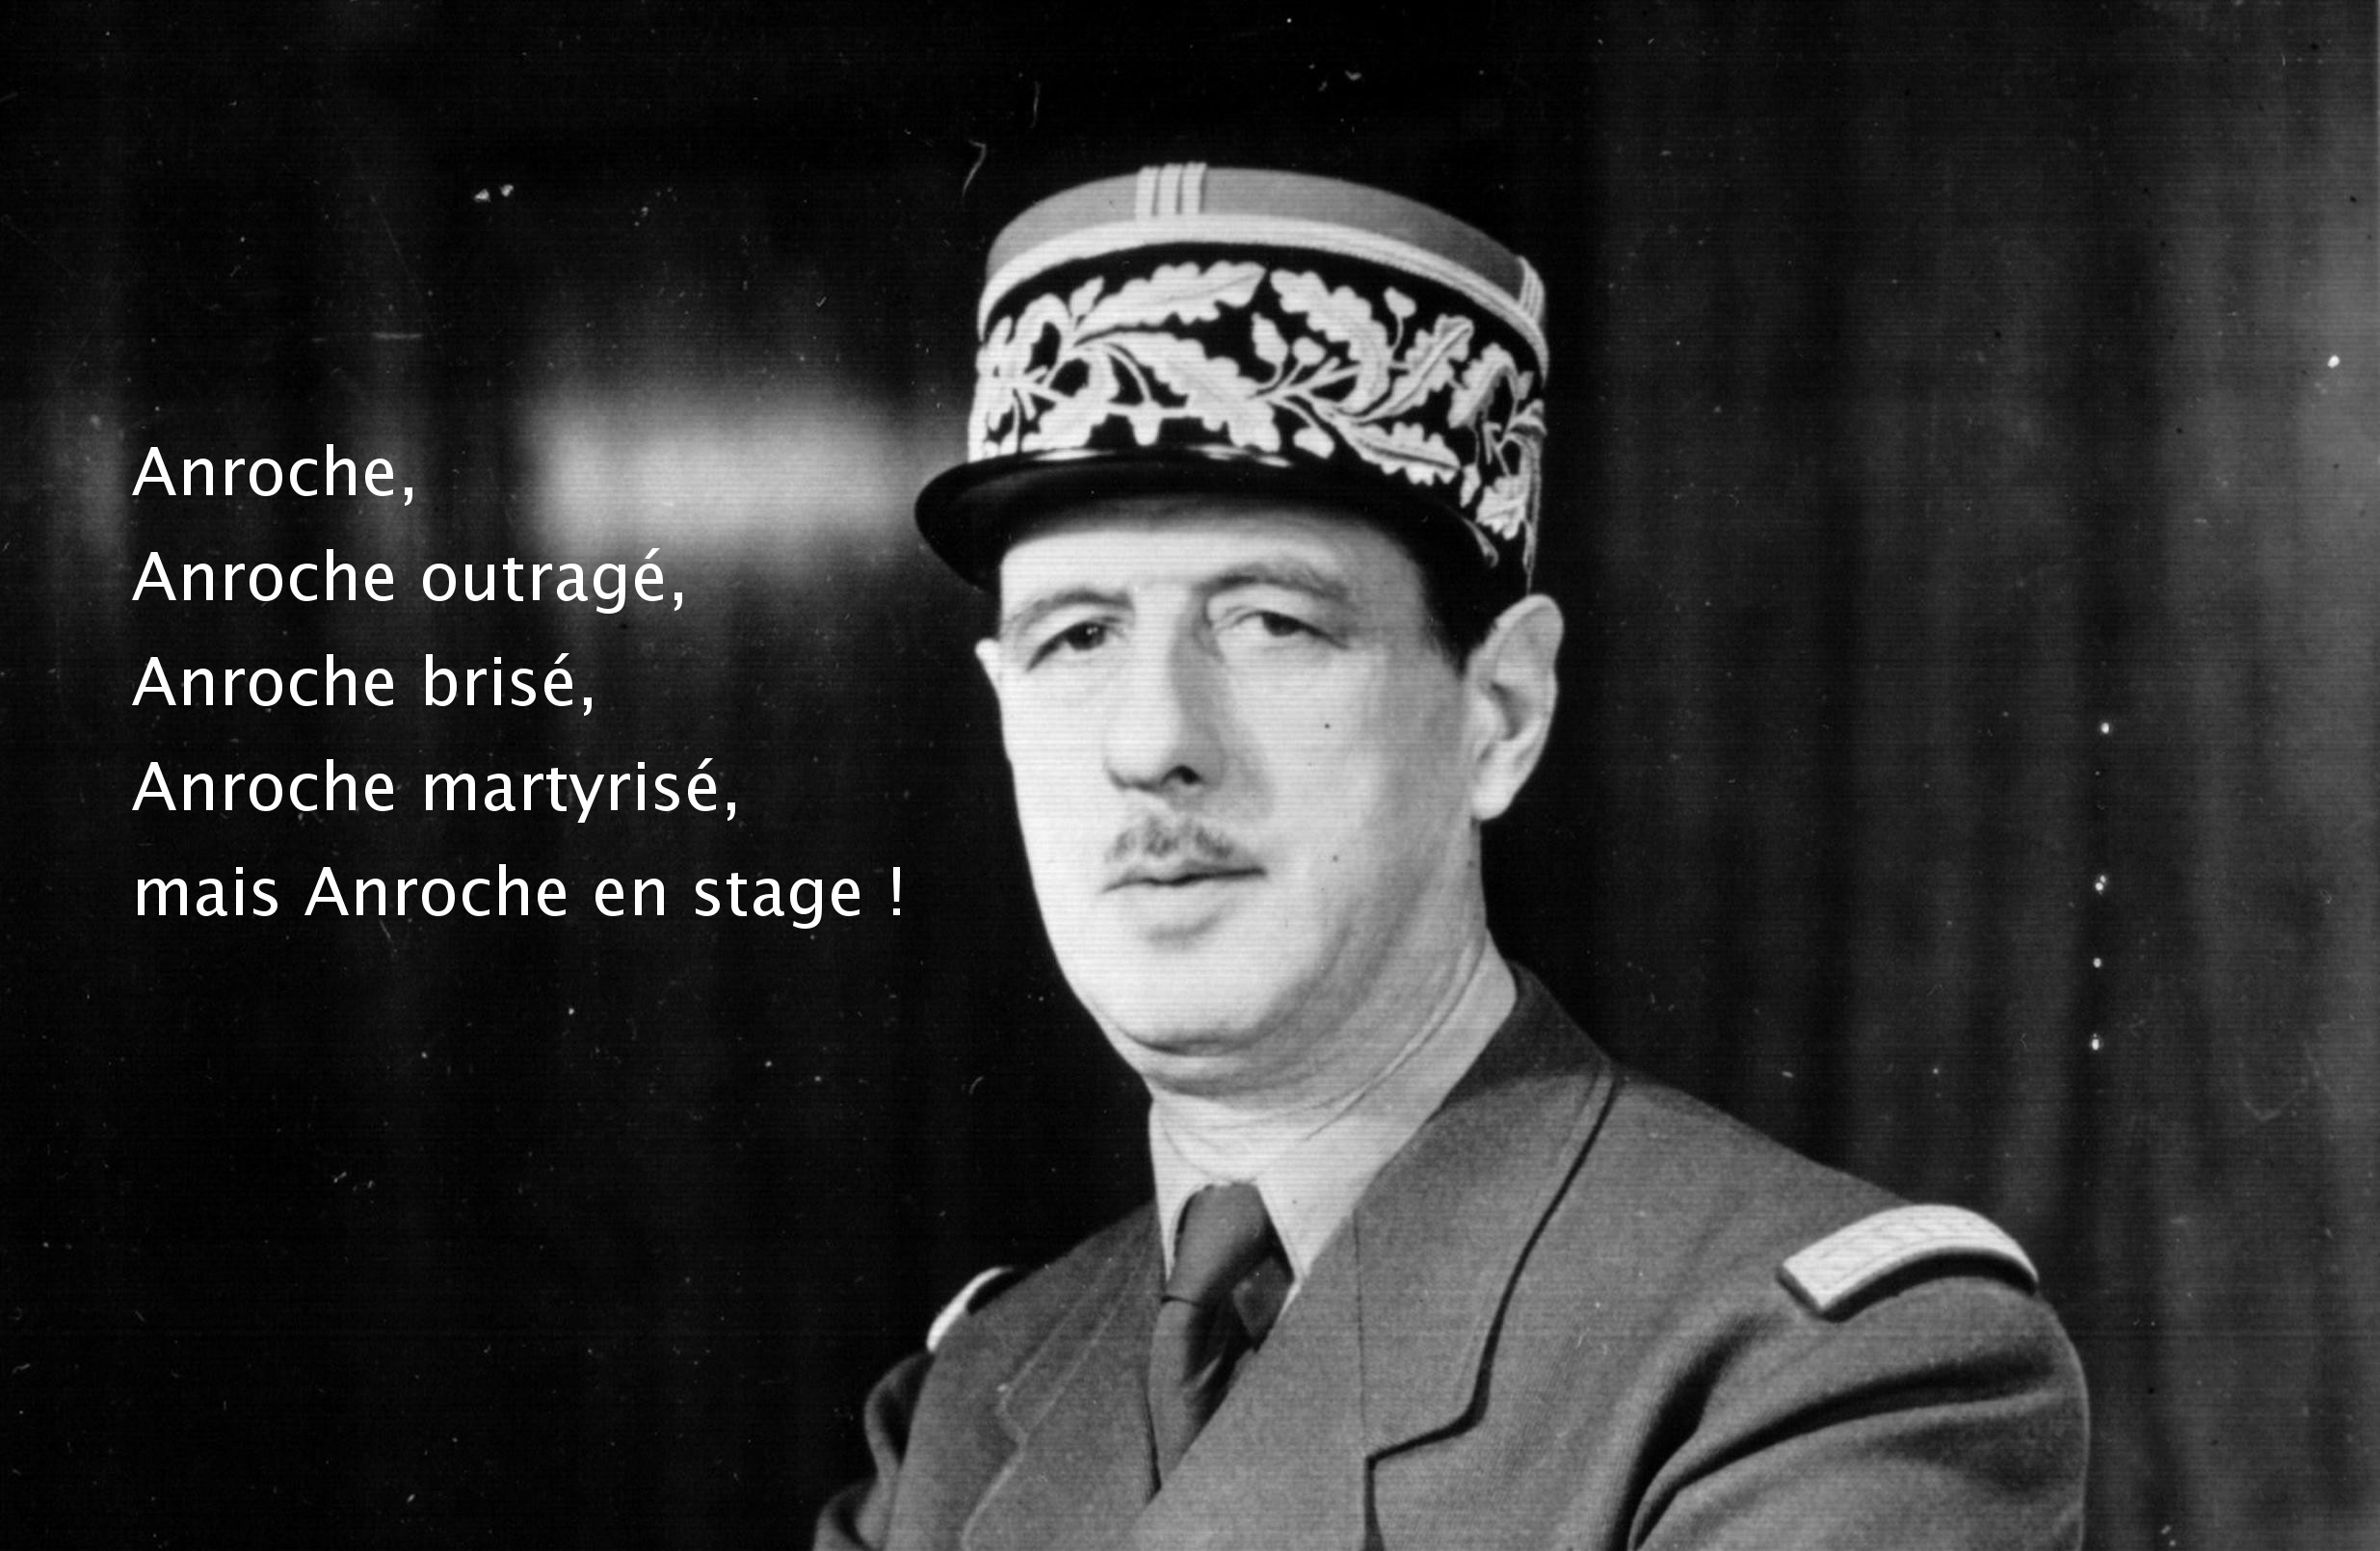 Anroche,
Anroche outragé,
Anroche brisé,
Anroche martyrisé,
mais Anroche en stage !